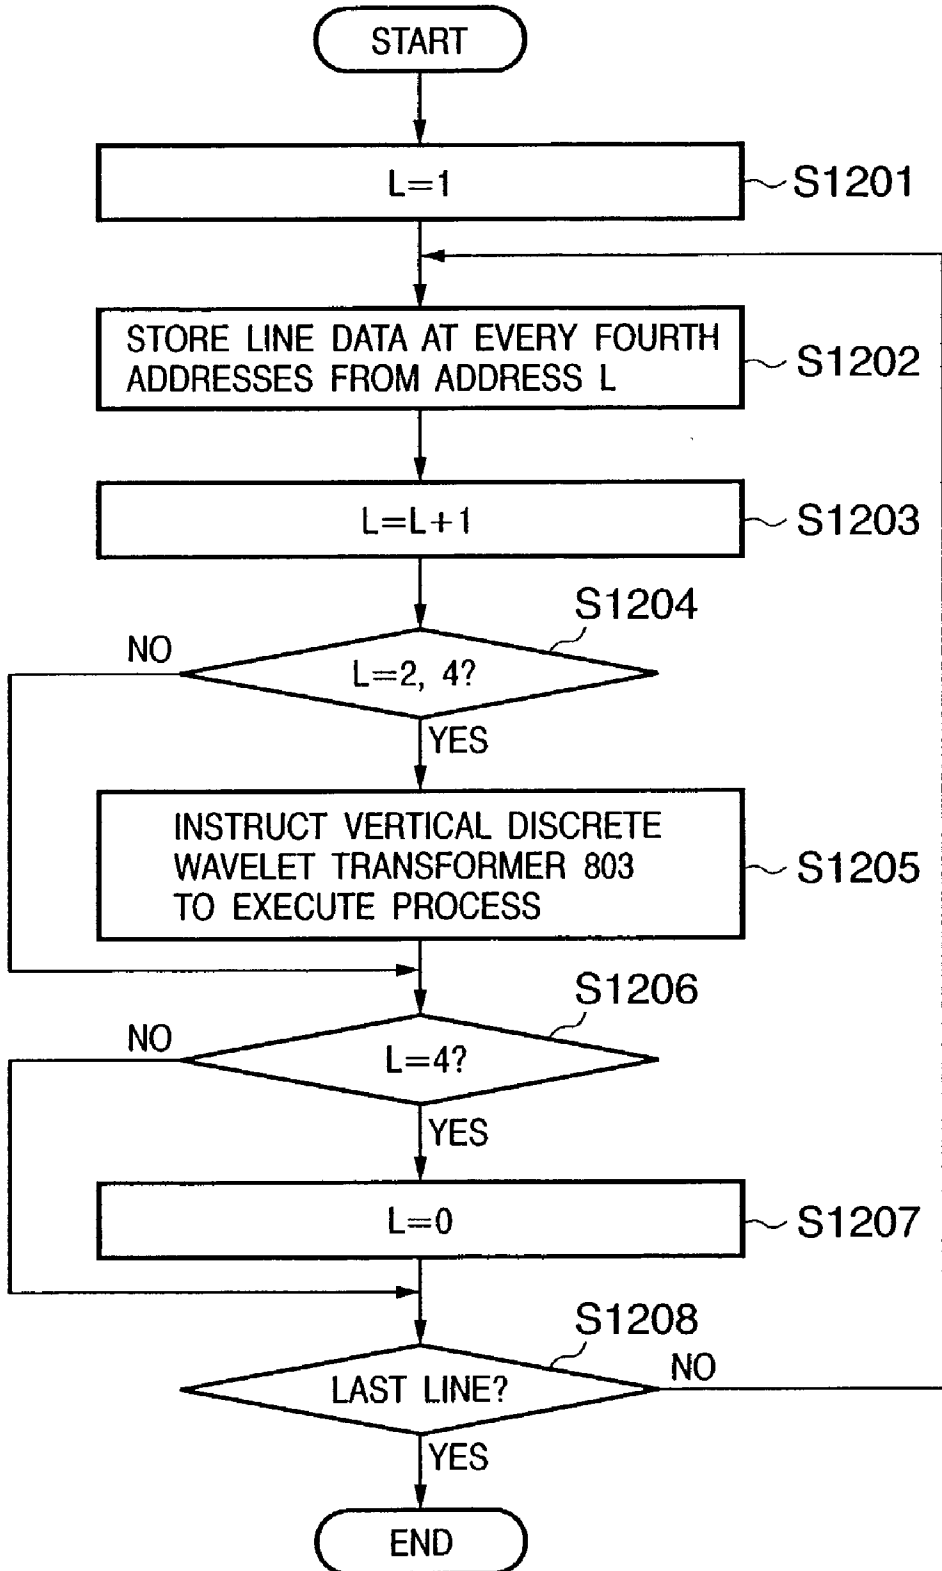 START
L=1
S1201
STORE LINE DATA AT EVERY FOURTH
ADDRESSES FROM ADDRESS L
S1202
L=L+1
S1203
S1204
NO
L=2, 4?
YES
INSTRUCT VERTICAL DISCRETE
WAVELET TRANSFORMER 803
TO EXECUTE PROCESS
S1205
S1206
NO
L=4?
YES
L=0
S1207
S1208
LAST LINE?
NO
YES
END